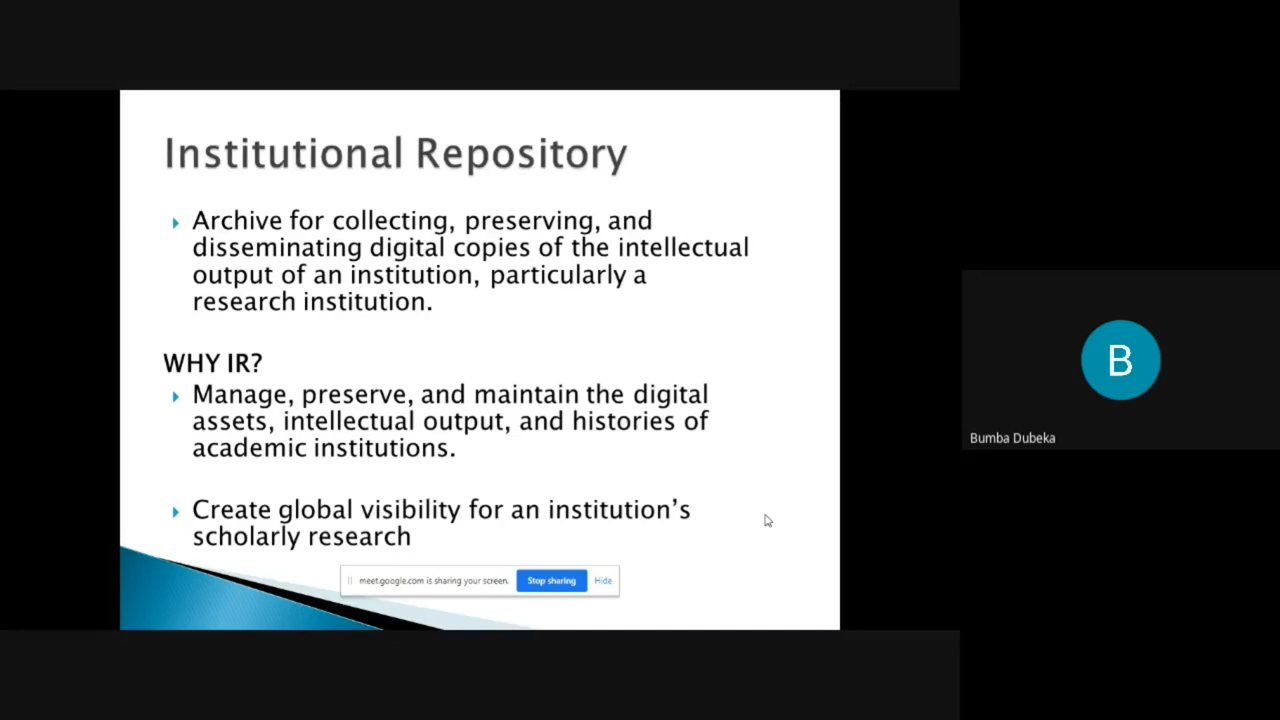 Institutional Repository
Archive for collecting, preserving, and
disseminating digital copies of the intellectual
output of an institution, particularly a
research institution.
WHY IR?
Manage, preserve, and maintain the digital
assets, intellectual output, and histories of
academic institutions.
Create global visibility for an institution’s
scholarly research
meet.google.com is sharing your screen. Stop sharing Hide
B
Bumba Dubeka